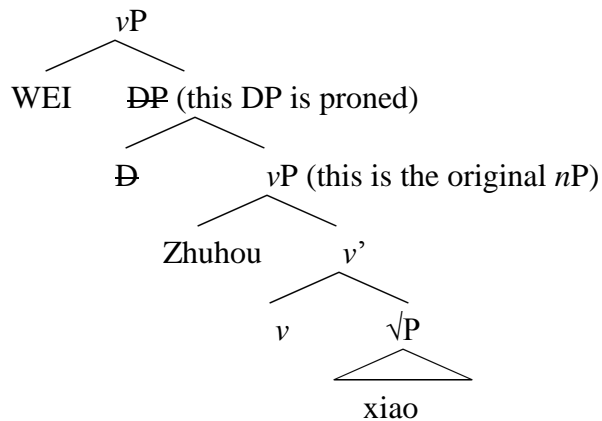 vP
WEI DP (this DP is proned)
D vP (this is the original nP)
Zhuhou v’
v √P
xiao